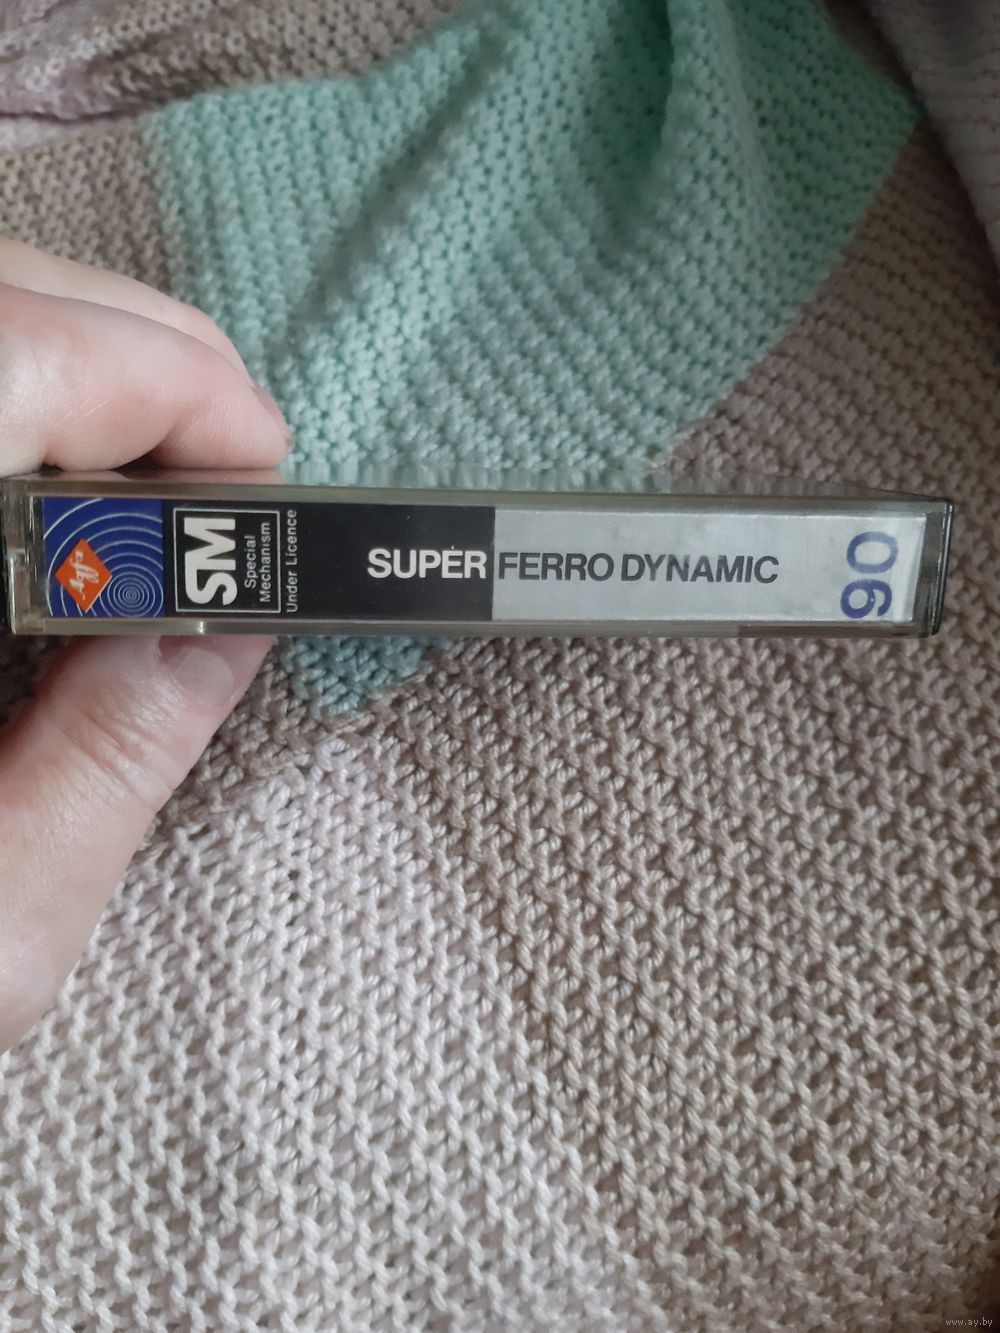 SM
Special
Mechanism
Under Licence
SUPER FERRO DYNAMIC
90
www.ay.by